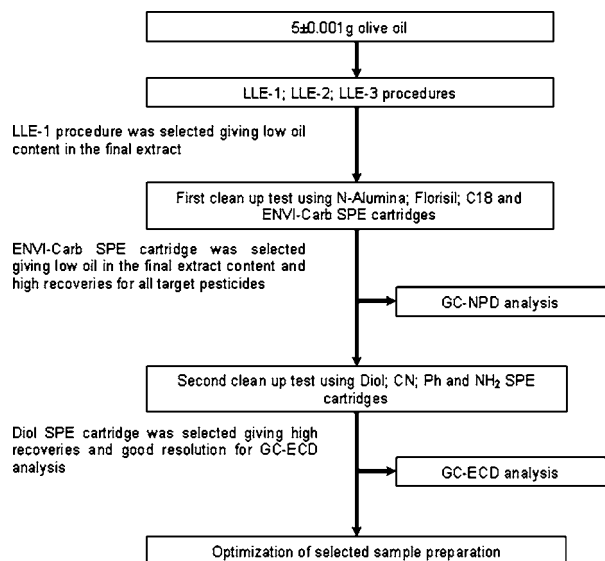 5±0.001g olive oil
LLE-1; LLE-2; LLE-3 procedures
LLE-1 procedure was selected giving low oil
content in the final extract
First clean up test using N-Alumina; Florisil; C18 and
ENVI-Carb SPE cartridges
ENVI-Carb SPE cartridge was selected
giving low oil in the final extract content and
high recoveries for all target pesticides
GC-NPD analysis
Second clean up test using Diol; CN; Ph and NH₂ SPE
cartridges
Diol SPE cartridge was selected giving high
recoveries and good resolution for GC-ECD
analysis
GC-ECD analysis
Optimization of selected sample preparation